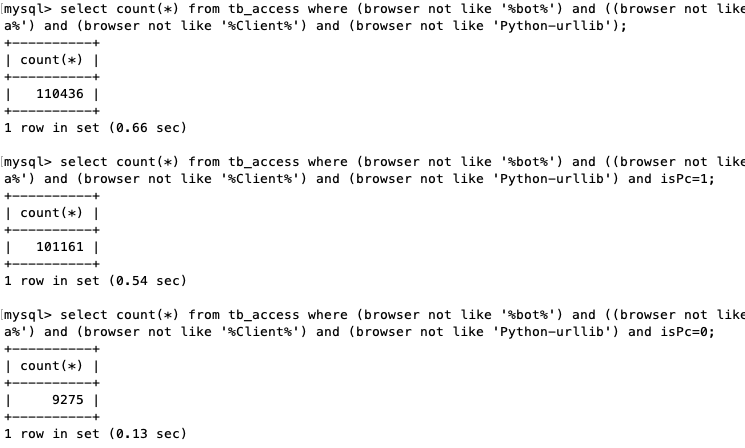 [mysql> select count(*) from tb_access where (browser not like '%bot%') and ((browser not like
a%') and (browser not like '%Client%') and (browser not like 'Python-urllib');
+----------+
| count(*) |
+----------+
|   110436 |
+----------+
1 row in set (0.66 sec)
[mysql> select count(*) from tb_access where (browser not like '%bot%') and ((browser not like
a%') and (browser not like '%Client%') and (browser not like 'Python-urllib') and isPc=1;
+----------+
| count(*) |
+----------+
|   101161 |
+----------+
1 row in set (0.54 sec)
[mysql> select count(*) from tb_access where (browser not like '%bot%') and ((browser not like
a%') and (browser not like '%Client%') and (browser not like 'Python-urllib') and isPc=0;
+----------+
| count(*) |
+----------+
|     9275 |
+----------+
1 row in set (0.13 sec)